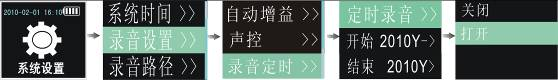 2010-02-01 16:10
系统设置
系统时间 >>
录音设置 >>
录音路径 >>
自动增益 >>
声控 >>
录音定时 >>
定时录音 >>
开始 2010Y->
结束 2010Y)
关闭
打开